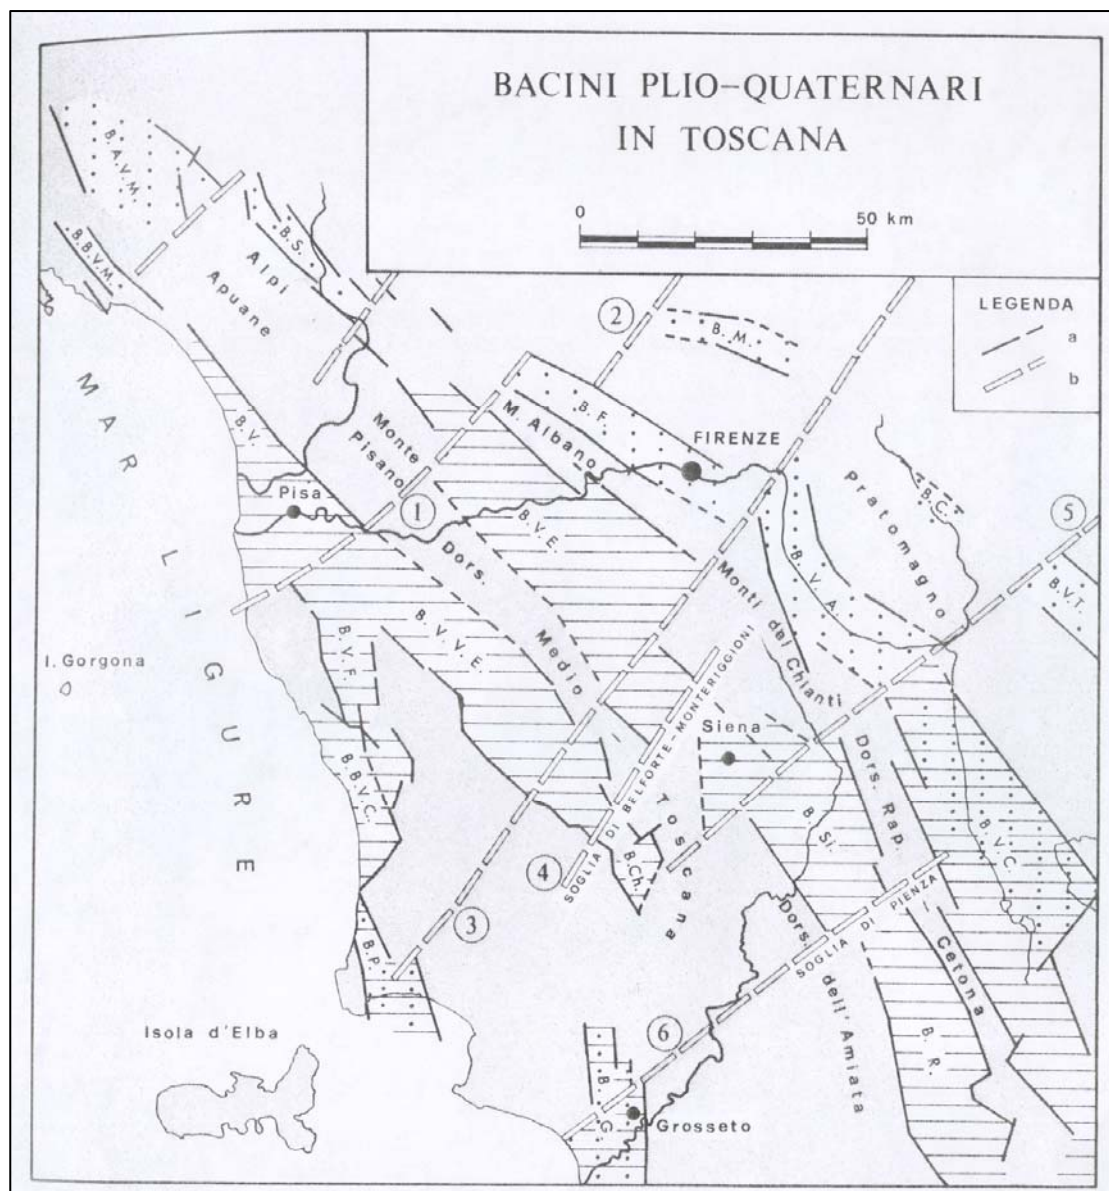 BACINI PLIO-QUATERNARI
IN TOSCANA
0 50 km
LEGENDA
a
b
B.A.V.M.
B.B.V.M.
B.S.
Alpi
Apuane
MAR LIGURE
2
B.M.
B.F.
M. Albano
FIRENZE
B.V.
Monte
Pisano
Pisa
1
B.V.E.
Pratomagno
B.C.
5
B.V.T.
B.V.A.
Monti del Chianti
Dors. Medio
B.V.V.E.
I. Gorgona
B.V.F.
B.B.V.C.
Siena
SOGLIA DI BELFORTE MONTERIGGIONI
4
B.Ch.
Dors. Rap.
B.Si.
B.V.C.
3
B.P.
SOGLIA DI PIENZA
Dors. dell'Amiata
Cetona
B.R.
Isola d'Elba
6
B.G.
Grosseto